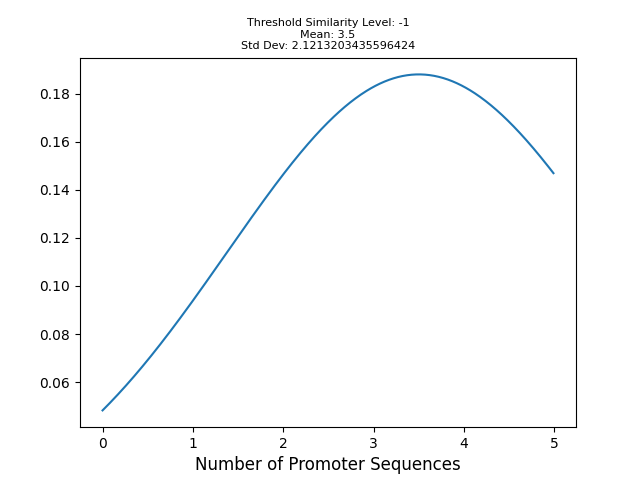 Threshold Similarity Level: -1
Mean: 3.5
Std Dev: 2.1213203435596424
0.18
0.16
0.14
0.12
0.10
0.08
0.06
0 1 2 3 4 5
Number of Promoter Sequences